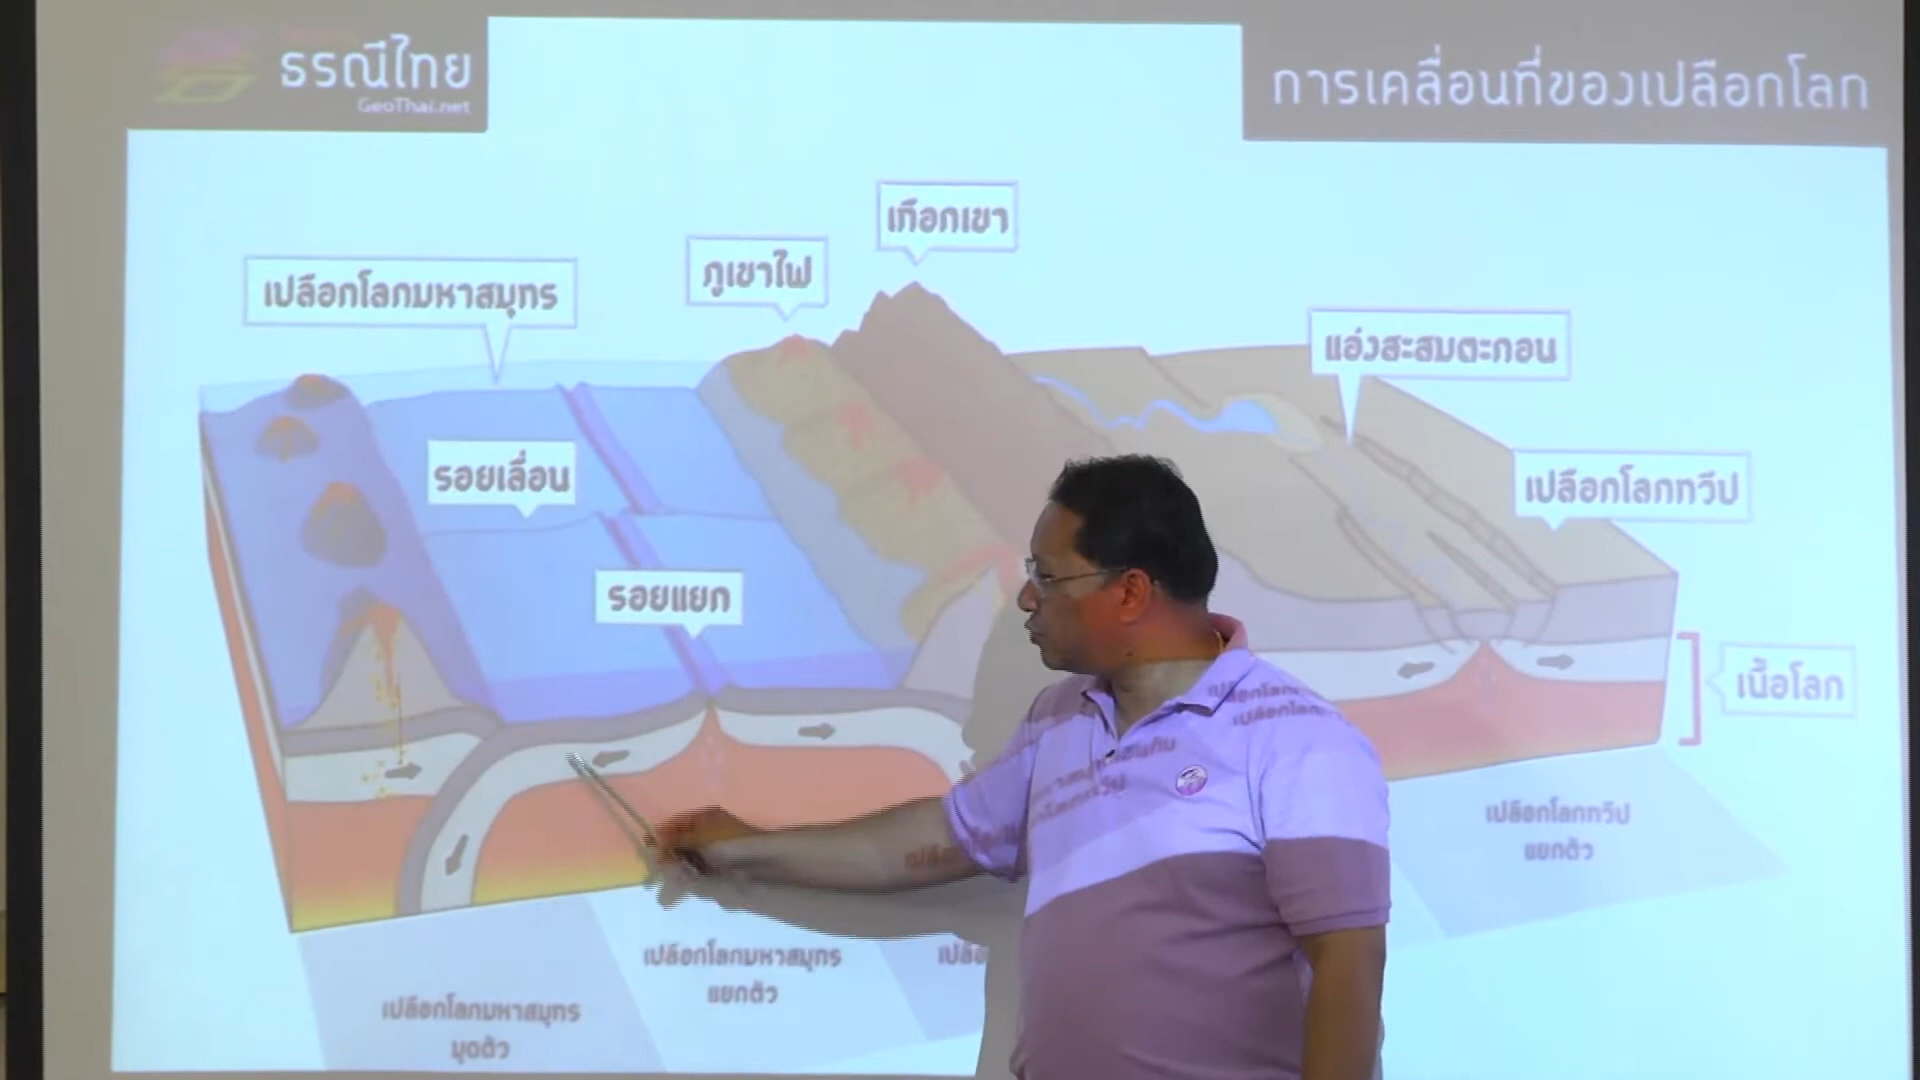 ธรณีไทย
GeoThai.net
การเคลื่อนที่ของเปลือกโลก
เทือกเขา
ภูเขาไฟ
เปลือกโลกมหาสมุทร
แอ่งสะสมตะกอน
รอยเลื่อน
เปลือกโลกทวีป
รอยแยก
เนื้อโลก
เปลือกโลกทวีป
แยกตัว
เปลือกโลกมหาสมุทร
แยกตัว
เปลือกโลกมหาสมุทร
มุดตัว